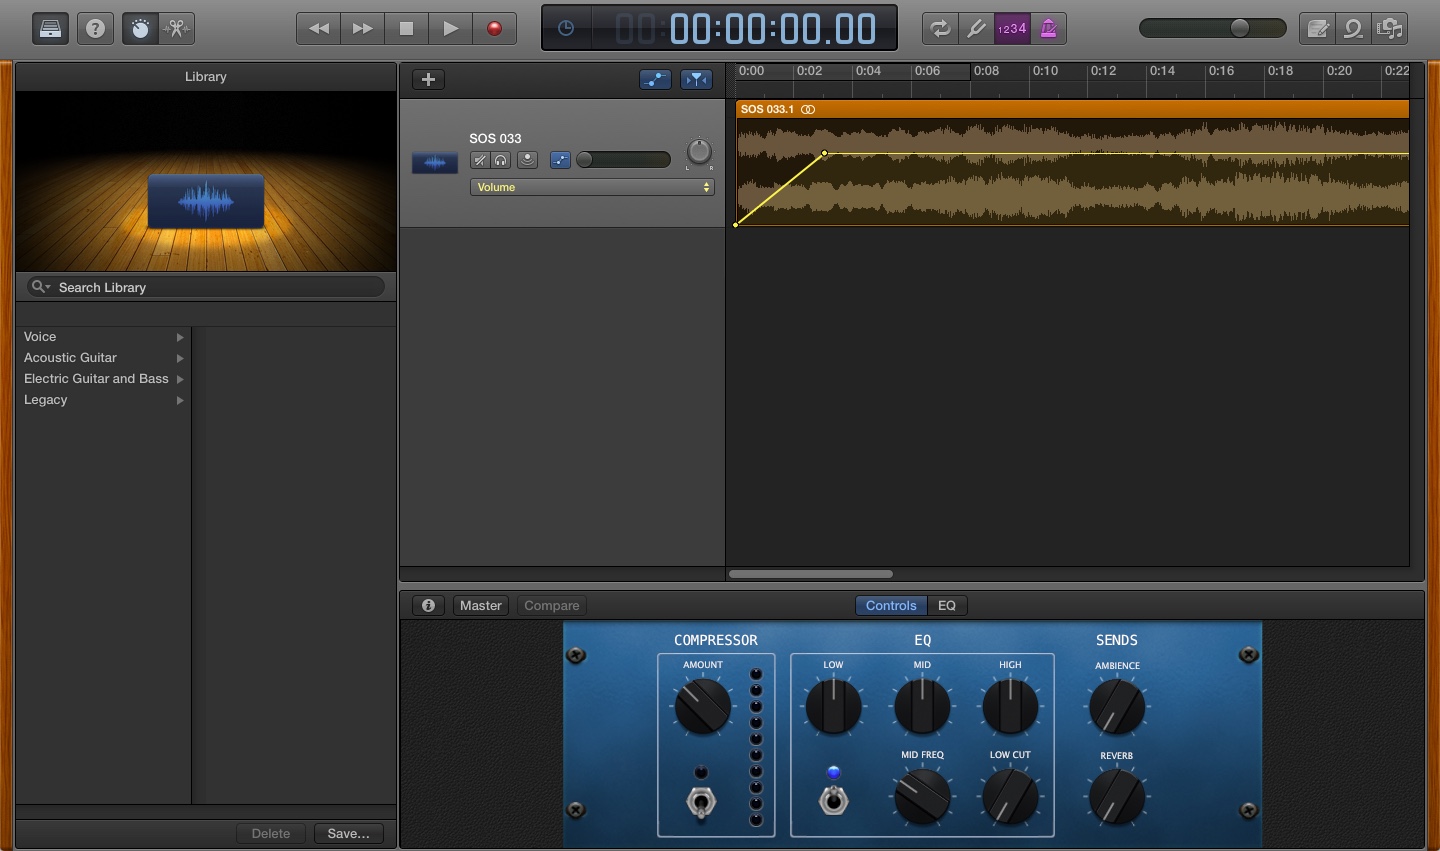 00:00:00.00
1234
Library
0:00 0:02 0:04 0:06 0:08 0:10 0:12 0:14 0:16 0:18 0:20 0:22
SOS 033.1
SOS 033
L R
Volume
Search Library
Voice
Acoustic Guitar
Electric Guitar and Bass
Legacy
Master Compare Controls EQ
COMPRESSOR EQ SENDS
AMOUNT LOW MID HIGH AMBIENCE
MID FREQ LOW CUT REVERB
Delete Save...